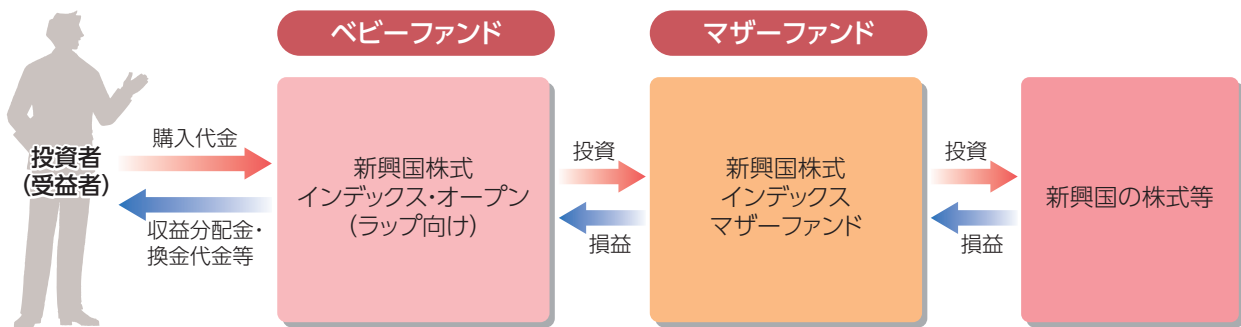 ベビーファンド
マザーファンド
投資者
(受益者)
購入代金
収益分配金・
換金代金等
新興国株式
インデックス・オープン
(ラップ向け)
投資
損益
新興国株式
インデックス
マザーファンド
投資
損益
新興国の株式等